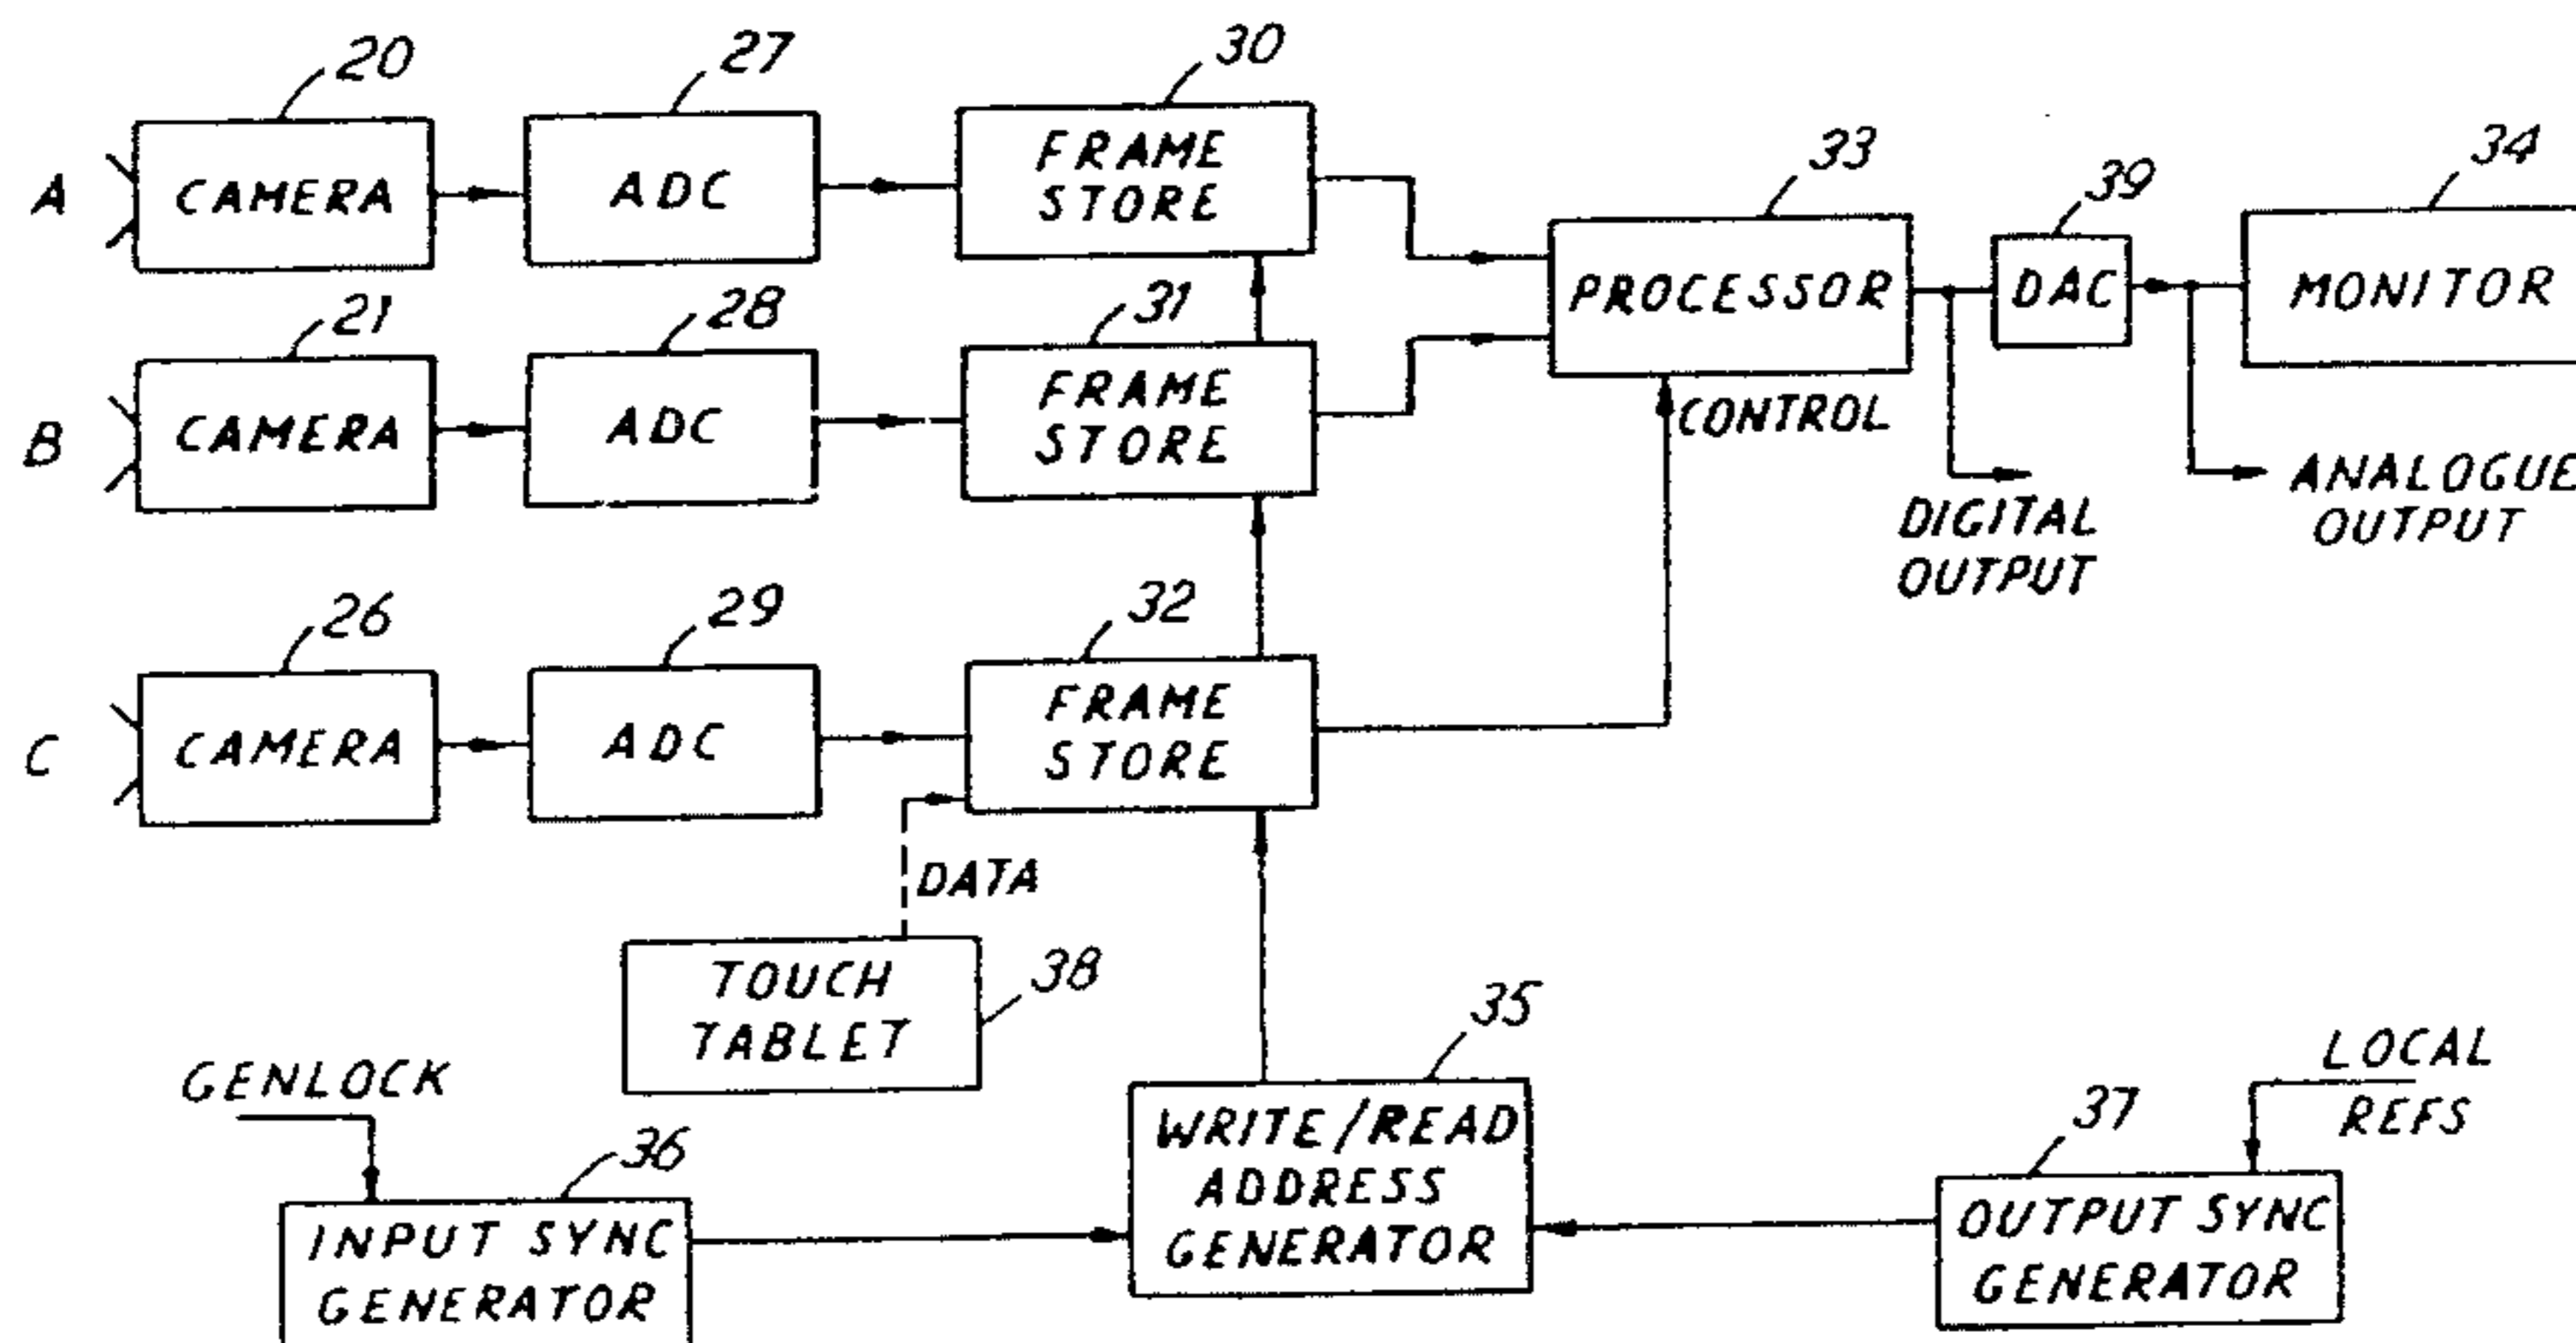 20
27
30
A
CAMERA
ADC
FRAME
STORE
33
39
34
PROCESSOR
DAC
MONITOR
21
28
31
B
CAMERA
ADC
FRAME
STORE
CONTROL
DIGITAL
OUTPUT
ANALOGUE
OUTPUT
26
29
32
C
CAMERA
ADC
FRAME
STORE
DATA
TOUCH
TABLET
38
GENLOCK
36
INPUT SYNC
GENERATOR
35
WRITE/READ
ADDRESS
GENERATOR
LOCAL
REFS
37
OUTPUT SYNC
GENERATOR